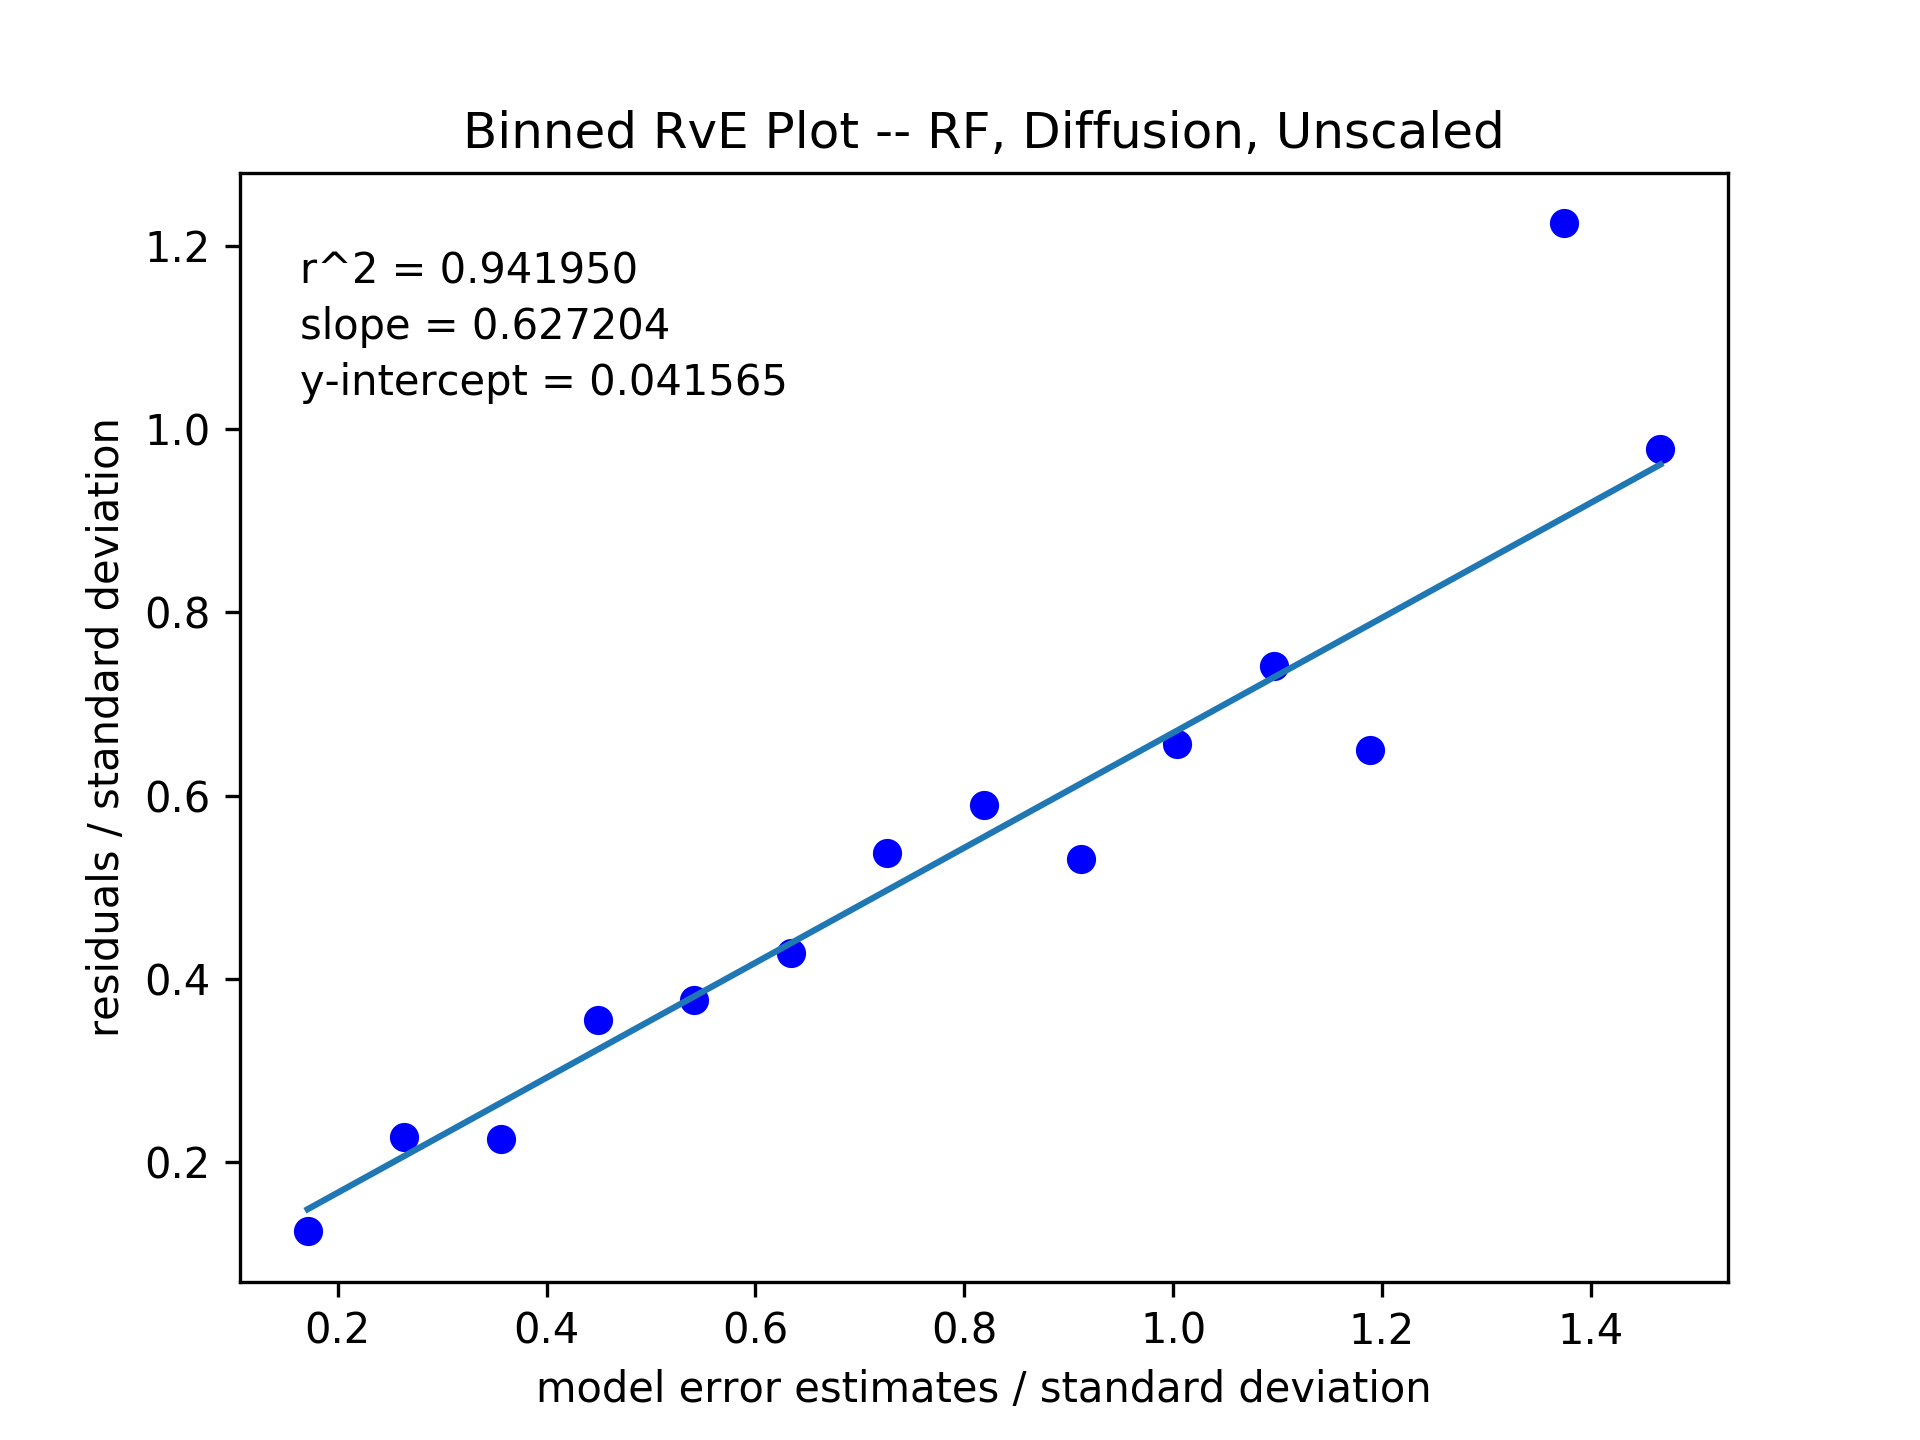 Binned RvE Plot -- RF, Diffusion, Unscaled
r^2 = 0.941950
slope = 0.627204
y-intercept = 0.041565
residuals / standard deviation
1.2
1.0
0.8
0.6
0.4
0.2
0.2 0.4 0.6 0.8 1.0 1.2 1.4
model error estimates / standard deviation